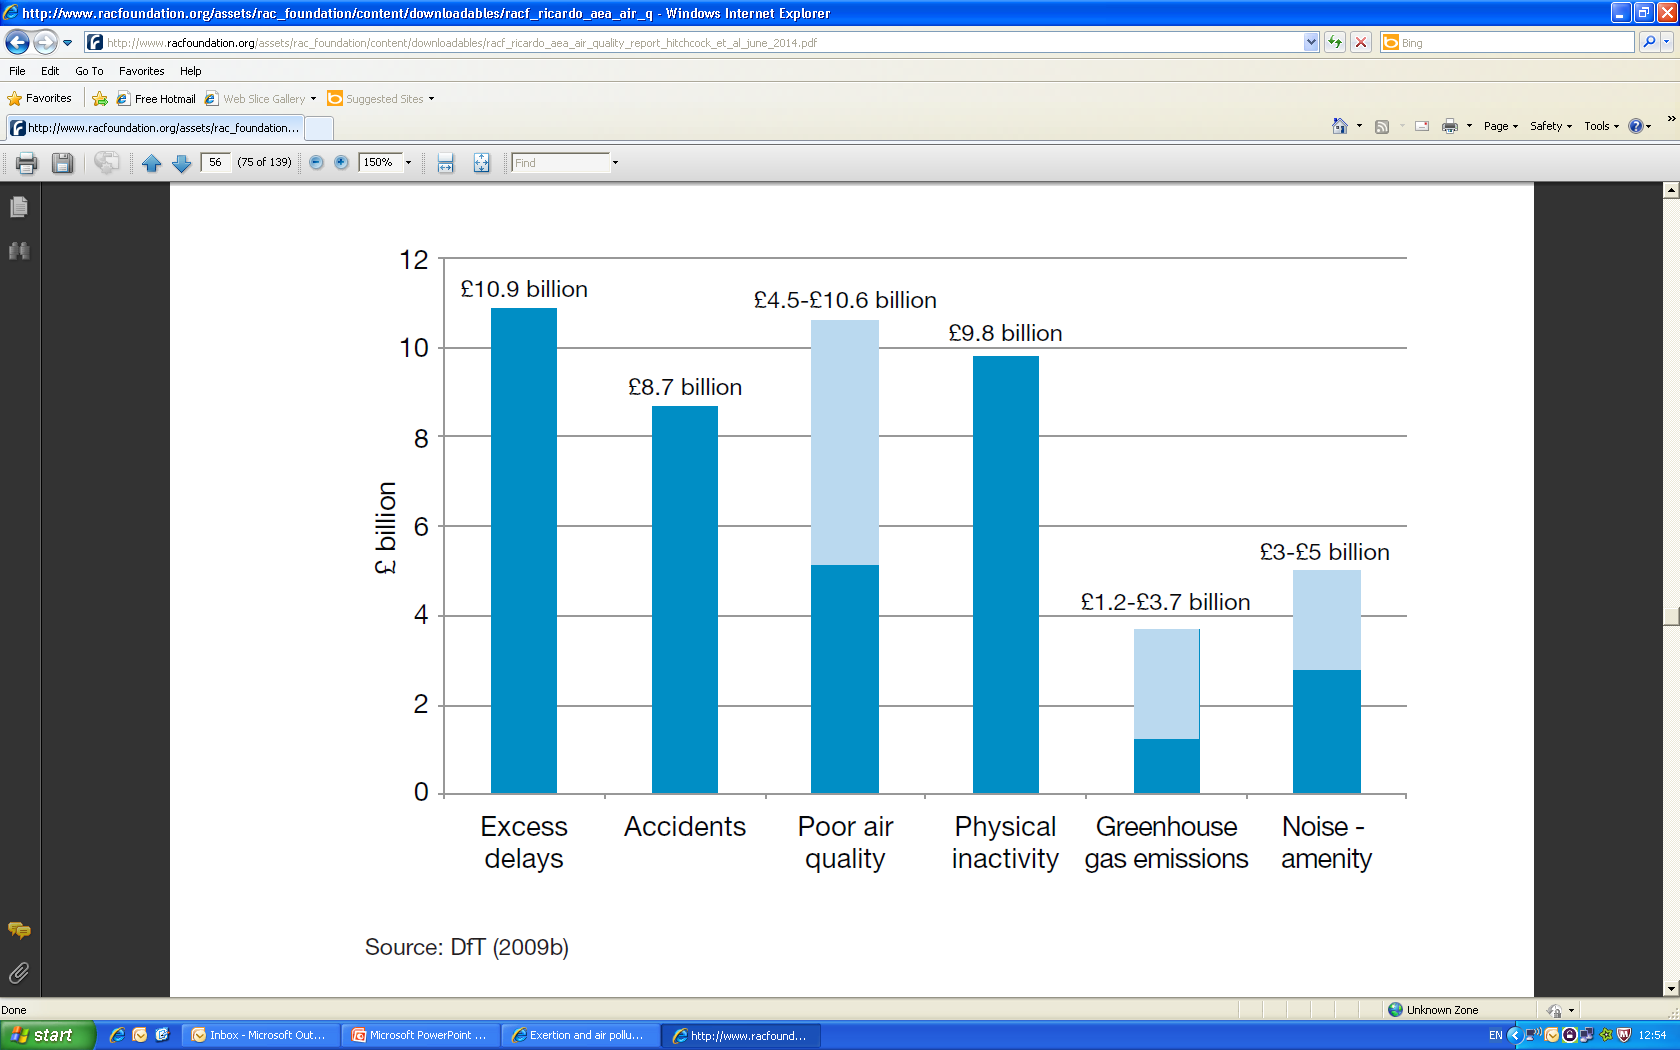 http://www.racfoundation.org/assets/rac_foundation/content/downloadables/racf_ricardo_aea_air_q - Windows Internet Explorer
http://www.racfoundation.org/assets/rac_foundation/content/downloadables/racf_ricardo_aea_air_quality_report_hitchcock_et_al_june_2014.pdf
Bing
File Edit Go To Favorites Help
Favorites Free Hotmail Web Slice Gallery Suggested Sites
http://www.racfoundation.org/assets/rac_foundation... Page Safety Tools
56 (75 of 139) 150% Find
12
10
8
6
4
2
0
£ billion
£10.9 billion
£8.7 billion
£4.5-£10.6 billion
£9.8 billion
£1.2-£3.7 billion
£3-£5 billion
Excess
delays
Accidents
Poor air
quality
Physical
inactivity
Greenhouse
gas emissions
Noise -
amenity
Source: DfT (2009b)
Done Unknown Zone
start Inbox - Microsoft Out... Microsoft PowerPoint ... Exertion and air pollu... http://www.racfound... EN 12:54